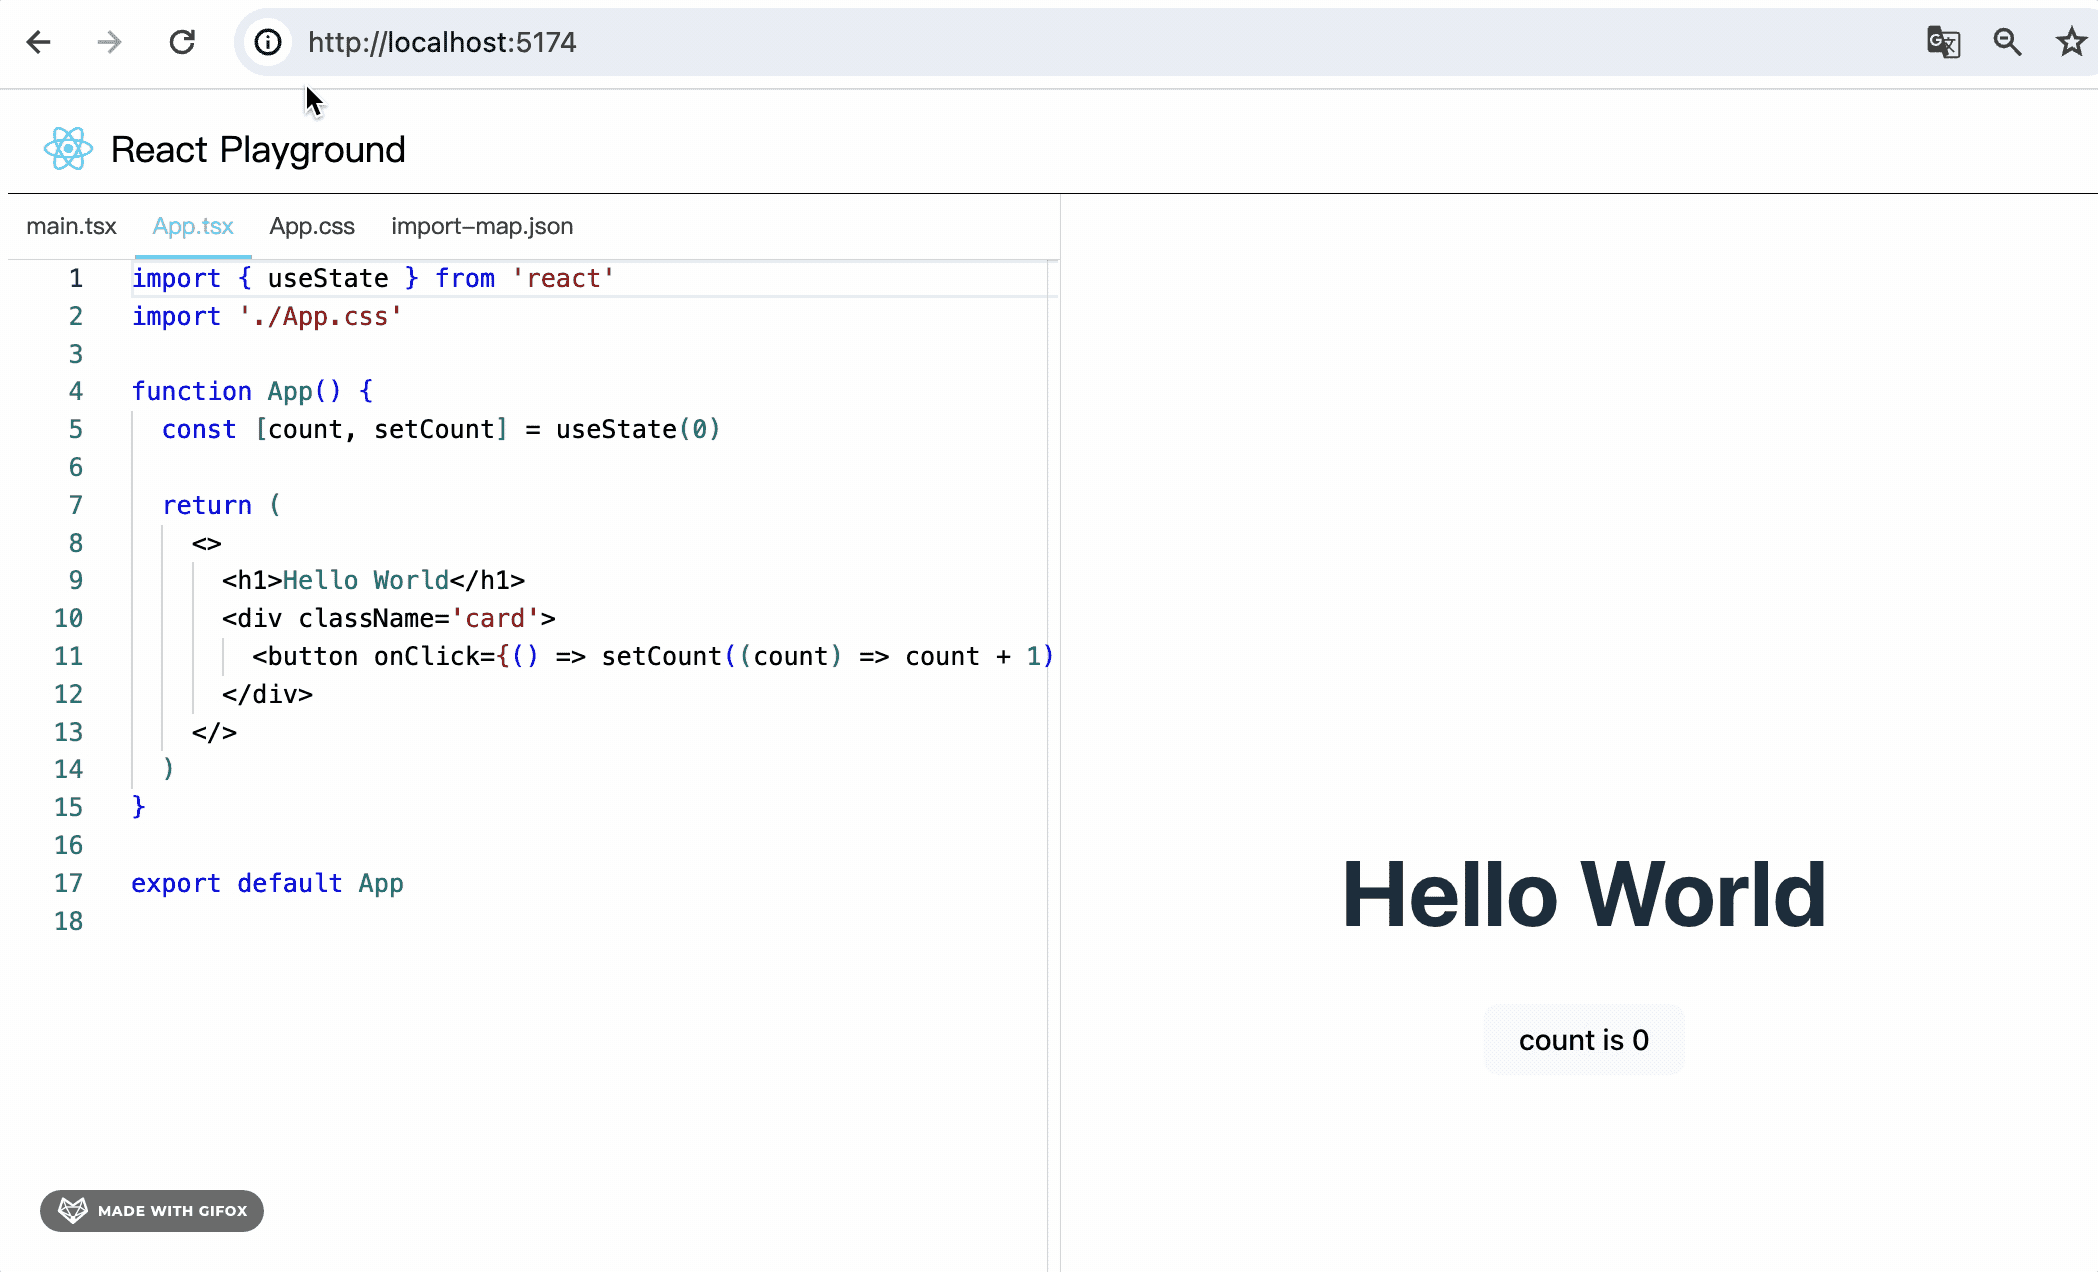 http://localhost:5174
React Playground
main.tsx App.tsx App.css import-map.json
1 import { useState } from 'react'
2 import './App.css'
3
4 function App() {
5   const [count, setCount] = useState(0)
6
7   return (
8     <>
9       <h1>Hello World</h1>
10       <div className='card'>
11         <button onClick={() => setCount((count) => count + 1)
12       </div>
13     </>
14   )
15 }
16
17 export default App
18
Hello World
count is 0
MADE WITH GIFOX